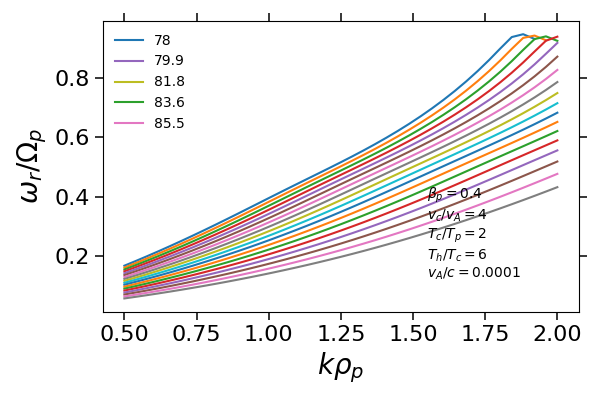 78
79.9
81.8
83.6
85.5
0.8
0.6
0.4
0.2
ω_r/Ω_p
β_p = 0.4
v_c/v_A = 4
T_c/T_p = 2
T_h/T_c = 6
v_A/c = 0.0001
0.50 0.75 1.00 1.25 1.50 1.75 2.00
kρ_p